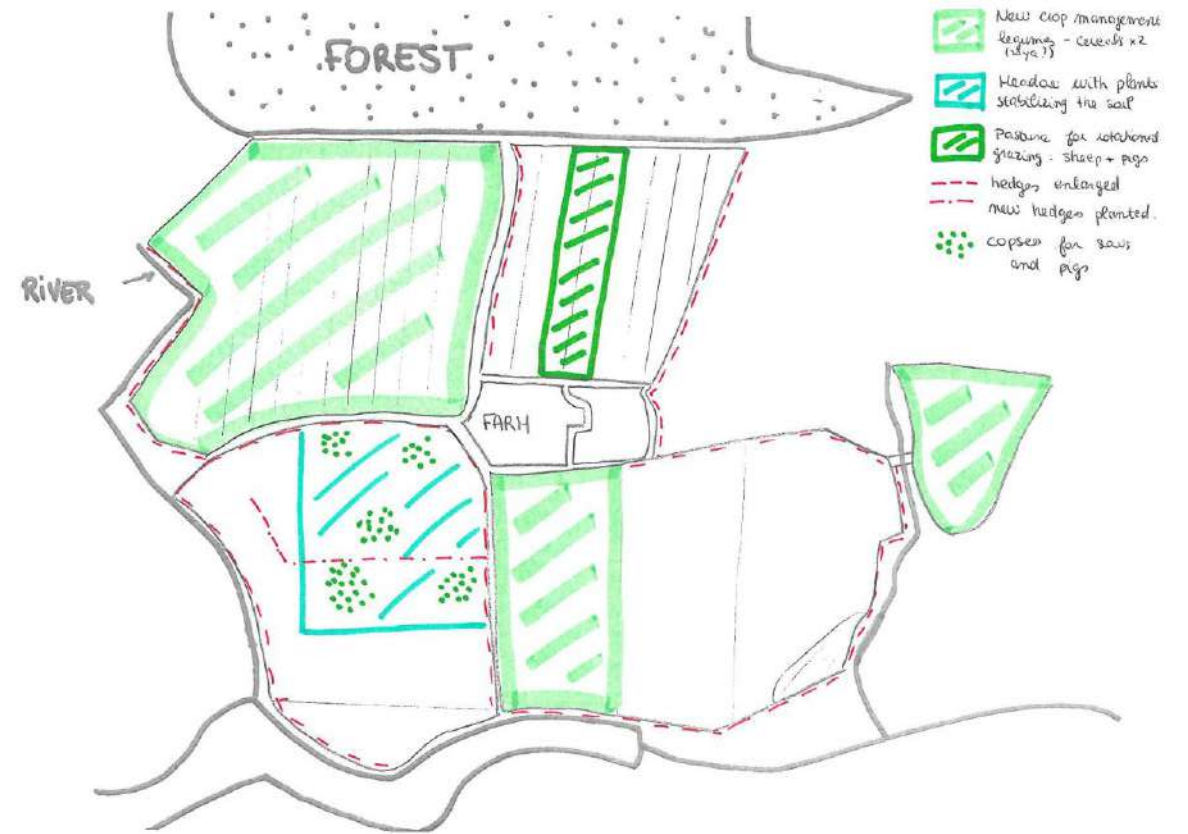 FOREST
RIVER
FARM
New crop management
legume - cereals x2
Meadow with plants
stabilizing the soil
Pasture for rotational
grazing : sheep + pigs
hedges enlarged
new hedges planted.
copses for sows
and pigs